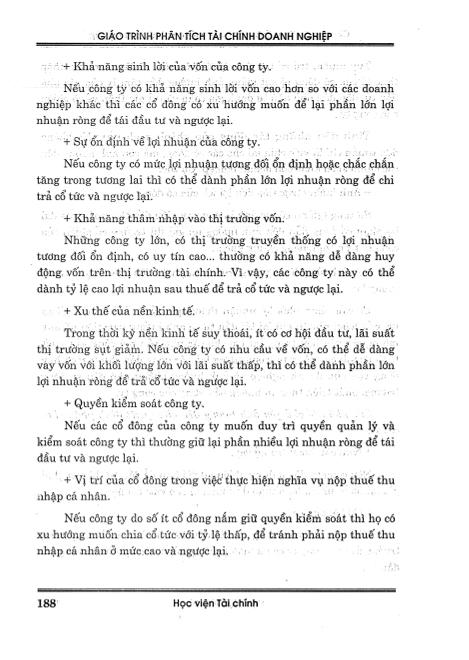 GIÁO TRÌNH PHÂN TÍCH TÀI CHÍNH DOANH NGHIỆP
+ Khả năng sinh lời của vốn của công ty.
Nếu công ty có khả năng sinh lời vốn cao hơn so với các doanh
nghiệp khác thì các cổ đông có xu hướng muốn để lại phần lớn lợi
nhuận ròng để tái đầu tư và ngược lại.
+ Sự ổn định về lợi nhuận của công ty.
Nếu công ty có mức lợi nhuận tương đối ổn định hoặc chắc chắn
tăng trong tương lai thì có thể dành phần lớn lợi nhuận ròng để chi
trả cổ tức và ngược lại.
+ Khả năng thâm nhập vào thị trường vốn.
Những công ty lớn, có thị trường truyền thống có lợi nhuận
tương đối ổn định, có uy tín cao... thường có khả năng dễ dàng huy
động vốn trên thị trường tài chính. Vì vậy, các công ty này có thể
dành tỷ lệ cao lợi nhuận sau thuế để trả cổ tức và ngược lại.
+ Xu thế của nền kinh tế.
Trong thời kỳ nền kinh tế suy thoái, ít có cơ hội đầu tư, lãi suất
thị trường sụt giảm. Nếu công ty có nhu cầu về vốn, có thể dễ dàng
vay vốn với khối lượng lớn với lãi suất thấp, thì có thể dành phần lớn
lợi nhuận ròng để trả cổ tức và ngược lại.
+ Quyền kiểm soát công ty.
Nếu các cổ đông của công ty muốn duy trì quyền quản lý và
kiểm soát công ty thì thường giữ lại phần nhiều lợi nhuận ròng để tái
đầu tư và ngược lại.
+ Vị trí của cổ đông trong việc thực hiện nghĩa vụ nộp thuế thu
nhập cá nhân.
Nếu công ty do số ít cổ đông nắm giữ quyền kiểm soát thì họ có
xu hướng muốn chia cổ tức với tỷ lệ thấp, để tránh phải nộp thuế thu
nhập cá nhân ở mức cao và ngược lại.
188 Học viện Tài chính